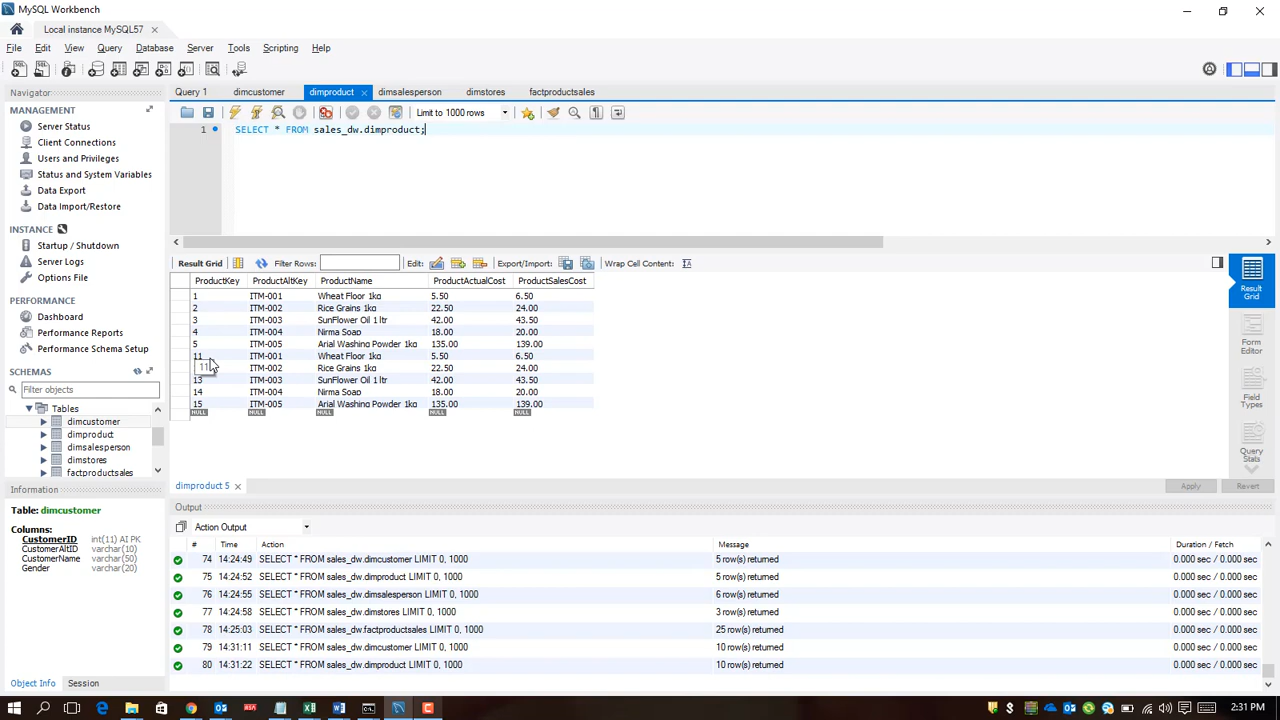 MySQL Workbench
Local instance MySQL57
File Edit View Query Database Server Tools Scripting Help
Navigator
MANAGEMENT
Server Status
Client Connections
Users and Privileges
Status and System Variables
Data Export
Data Import/Restore
INSTANCE
Startup / Shutdown
Server Logs
Options File
PERFORMANCE
Dashboard
Performance Reports
Performance Schema Setup
SCHEMAS
Filter objects
Tables
dimcustomer
dimproduct
dimsalesperson
dimstores
factproductsales
Information
Table: dimcustomer
Columns:
CustomerID int(11) AI PK
CustomerAltID varchar(10)
CustomerName varchar(50)
Gender varchar(20)
Object Info Session
Query 1 dimcustomer dimproduct dimsalesperson dimstores factproductsales
Limit to 1000 rows
1 SELECT * FROM sales_dw.dimproduct;
Result Grid Filter Rows: Edit: Export/Import: Wrap Cell Content:
ProductKey ProductAltKey ProductName ProductActualCost ProductSalesCost
1 ITM-001 Wheat Floor 1kg 5.50 6.50
2 ITM-002 Rice Grains 1kg 22.50 24.00
3 ITM-003 SunFlower Oil 1 ltr 42.00 43.50
4 ITM-004 Nirma Soap 18.00 20.00
5 ITM-005 Arial Washing Powder 1kg 135.00 139.00
11 ITM-001 Wheat Floor 1kg 5.50 6.50
11 ITM-002 Rice Grains 1kg 22.50 24.00
13 ITM-003 SunFlower Oil 1 ltr 42.00 43.50
14 ITM-004 Nirma Soap 18.00 20.00
15 ITM-005 Arial Washing Powder 1kg 135.00 139.00
NULL NULL NULL NULL NULL
Result Grid
Form Editor
Field Types
Query Stats
dimproduct 5
Apply Revert
Output
Action Output
# Time Action Message Duration / Fetch
74 14:24:49 SELECT * FROM sales_dw.dimcustomer LIMIT 0, 1000 5 row(s) returned 0.000 sec / 0.000 sec
75 14:24:52 SELECT * FROM sales_dw.dimproduct LIMIT 0, 1000 5 row(s) returned 0.000 sec / 0.000 sec
76 14:24:55 SELECT * FROM sales_dw.dimsalesperson LIMIT 0, 1000 6 row(s) returned 0.000 sec / 0.000 sec
77 14:24:58 SELECT * FROM sales_dw.dimstores LIMIT 0, 1000 3 row(s) returned 0.000 sec / 0.000 sec
78 14:25:03 SELECT * FROM sales_dw.factproductsales LIMIT 0, 1000 25 row(s) returned 0.000 sec / 0.000 sec
79 14:31:11 SELECT * FROM sales_dw.dimcustomer LIMIT 0, 1000 10 row(s) returned 0.000 sec / 0.000 sec
80 14:31:22 SELECT * FROM sales_dw.dimproduct LIMIT 0, 1000 10 row(s) returned 0.000 sec / 0.000 sec
2:31 PM